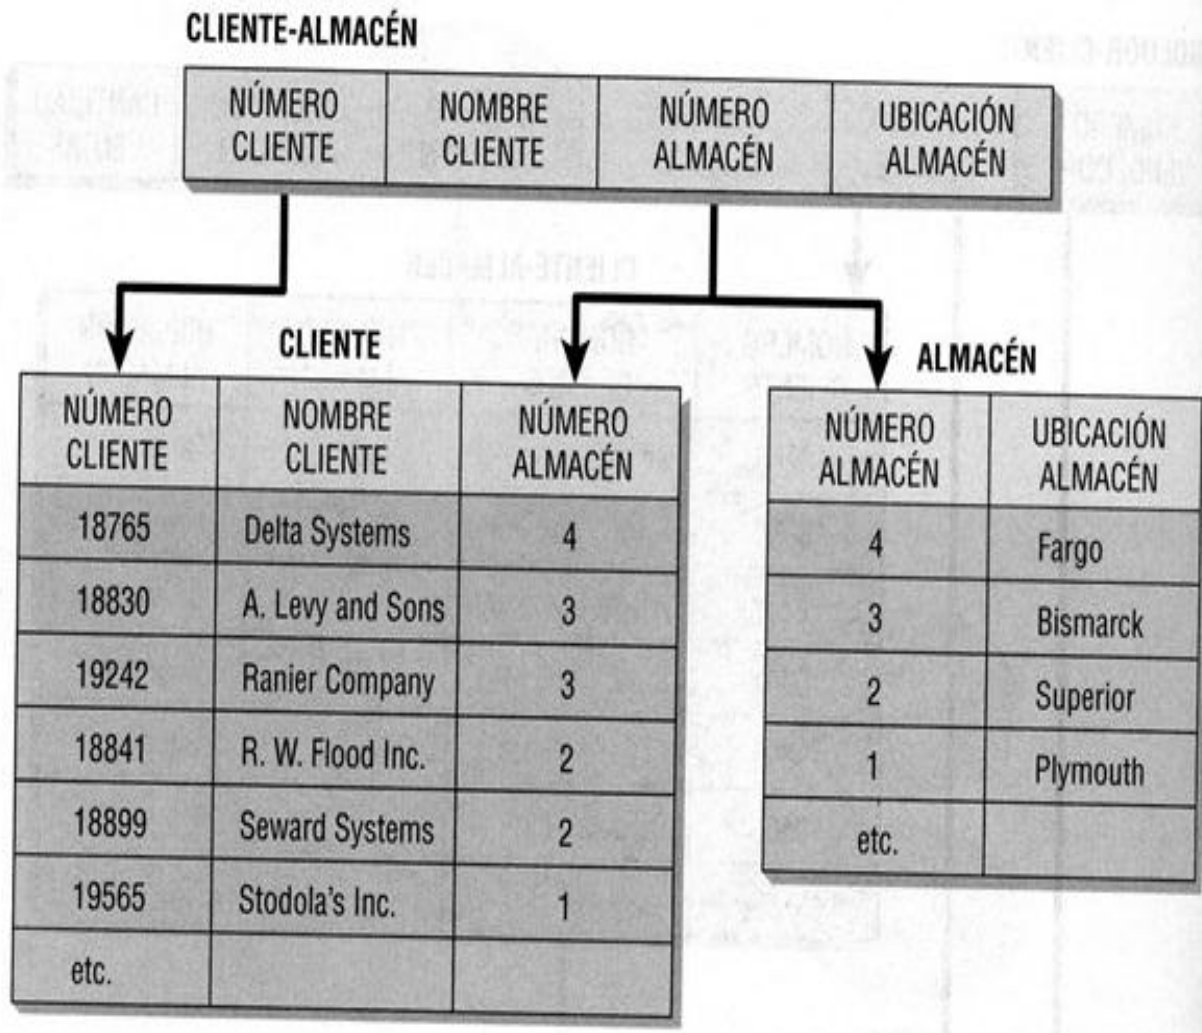 CLIENTE-ALMACÉN
NÚMERO CLIENTE NOMBRE CLIENTE NÚMERO ALMACÉN UBICACIÓN ALMACÉN
CLIENTE
NÚMERO CLIENTE NOMBRE CLIENTE NÚMERO ALMACÉN
18765 Delta Systems 4
18830 A. Levy and Sons 3
19242 Ranier Company 3
18841 R. W. Flood Inc. 2
18899 Seward Systems 2
19565 Stodola's Inc. 1
etc.
ALMACÉN
NÚMERO ALMACÉN UBICACIÓN ALMACÉN
4 Fargo
3 Bismarck
2 Superior
1 Plymouth
etc.